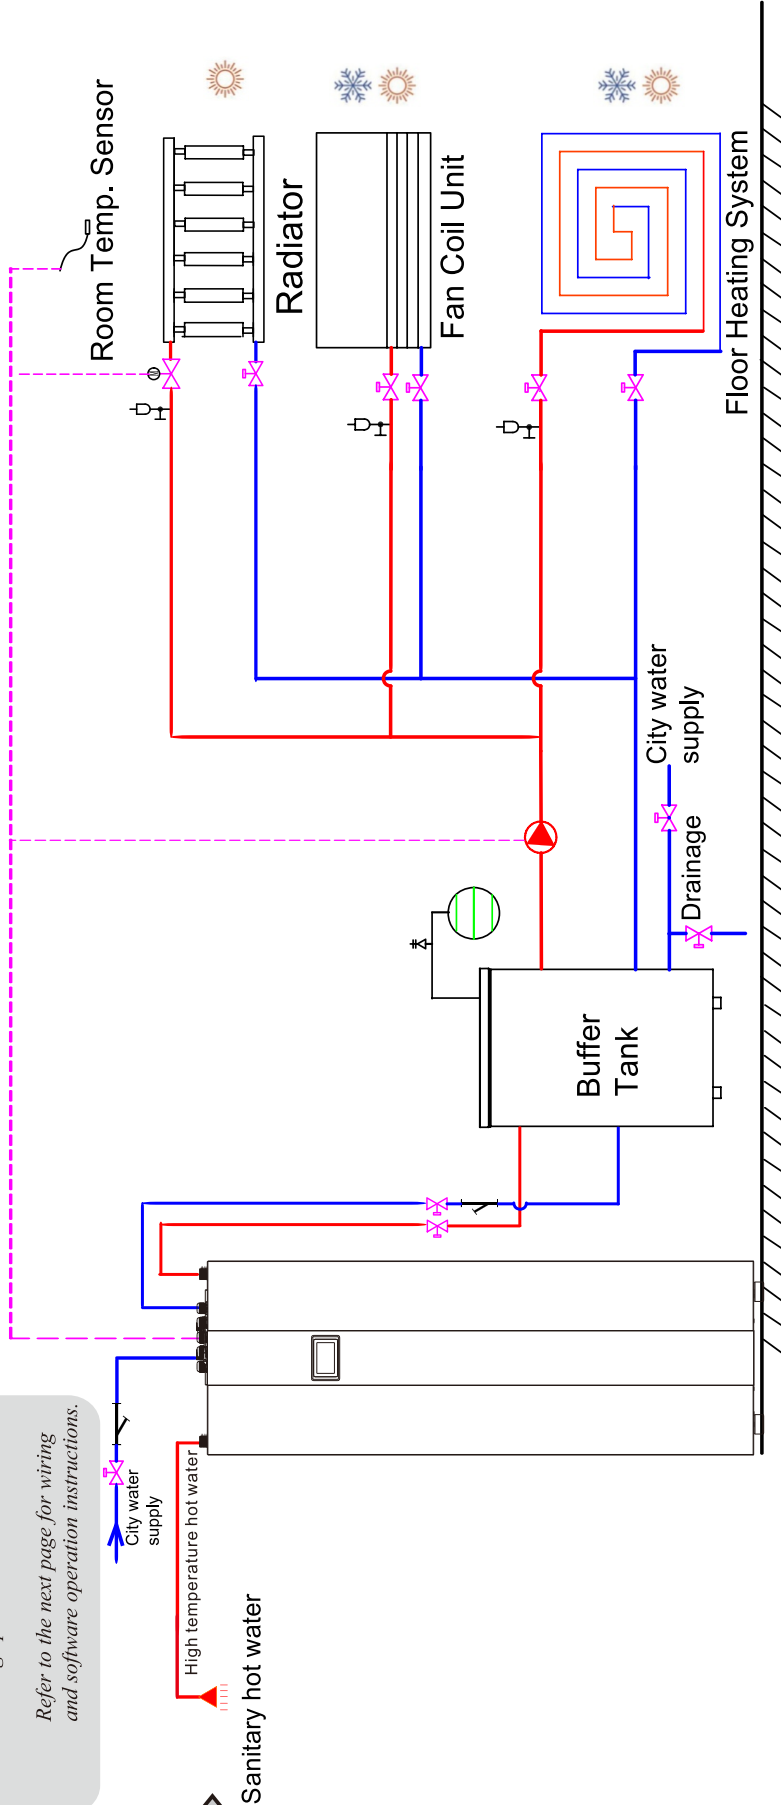 Refer to the next page for wiring
and software operation instructions.
City water
supply
High temperature hot water
Sanitary hot water
Buffer
Tank
Drainage
City water
supply
Room Temp. Sensor
Radiator
Fan Coil Unit
Floor Heating System